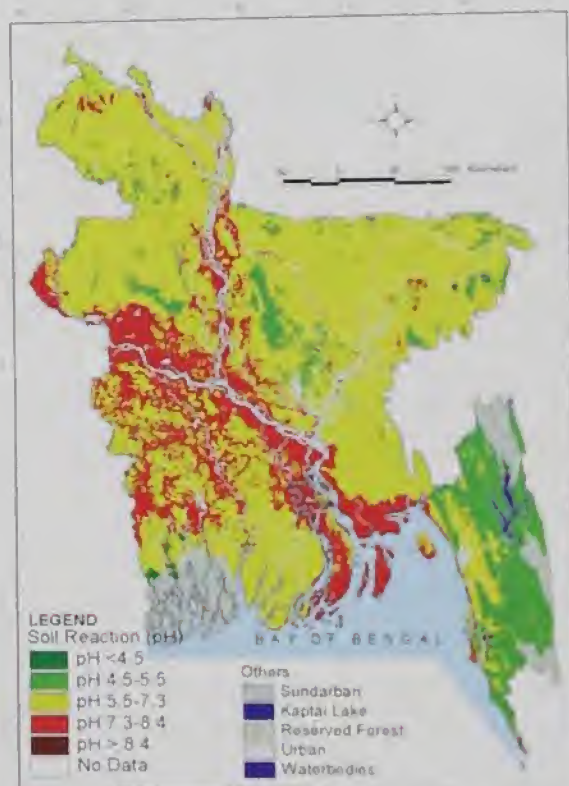 LEGEND
Soil Reaction (pH)
pH <4.5
pH 4.5-5.5
pH 5.5-7.3
pH 7.3-8.4
pH > 8.4
No Data
BAY OF BENGAL
Others
Sundarban
Kaptai Lake
Reserved Forest
Urban
Waterbodies